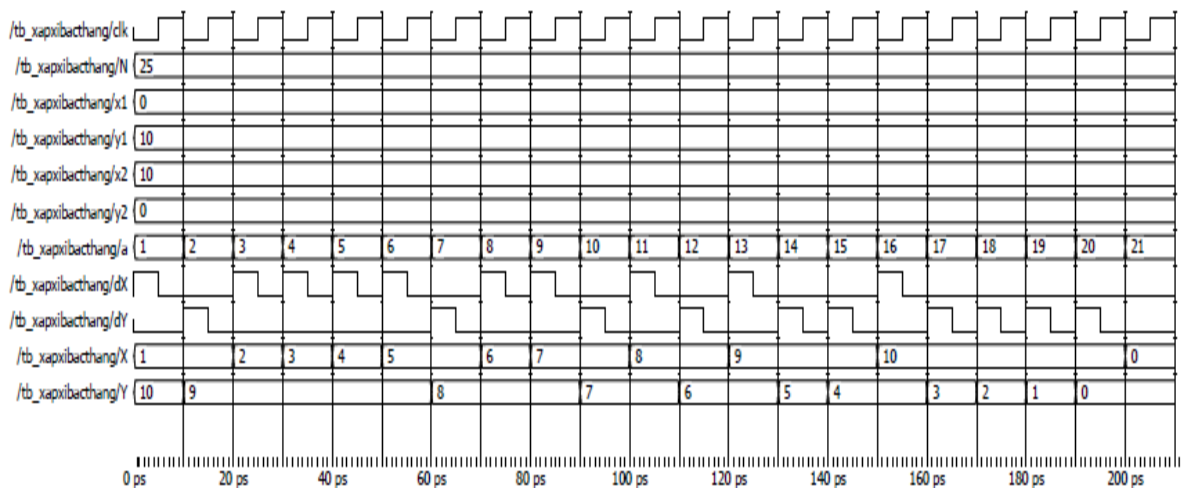 /tb_xapxibacthang/clk
/tb_xapxibacthang/N 25
/tb_xapxibacthang/x1 0
/tb_xapxibacthang/y1 10
/tb_xapxibacthang/x2 10
/tb_xapxibacthang/y2 0
/tb_xapxibacthang/a 1 2 3 4 5 6 7 8 9 10 11 12 13 14 15 16 17 18 19 20 21
/tb_xapxibacthang/dX
/tb_xapxibacthang/dY
/tb_xapxibacthang/X 1 2 3 4 5 6 7 8 9 10 0
/tb_xapxibacthang/Y 10 9 8 7 6 5 4 3 2 1 0
0 ps 20 ps 40 ps 60 ps 80 ps 100 ps 120 ps 140 ps 160 ps 180 ps 200 ps